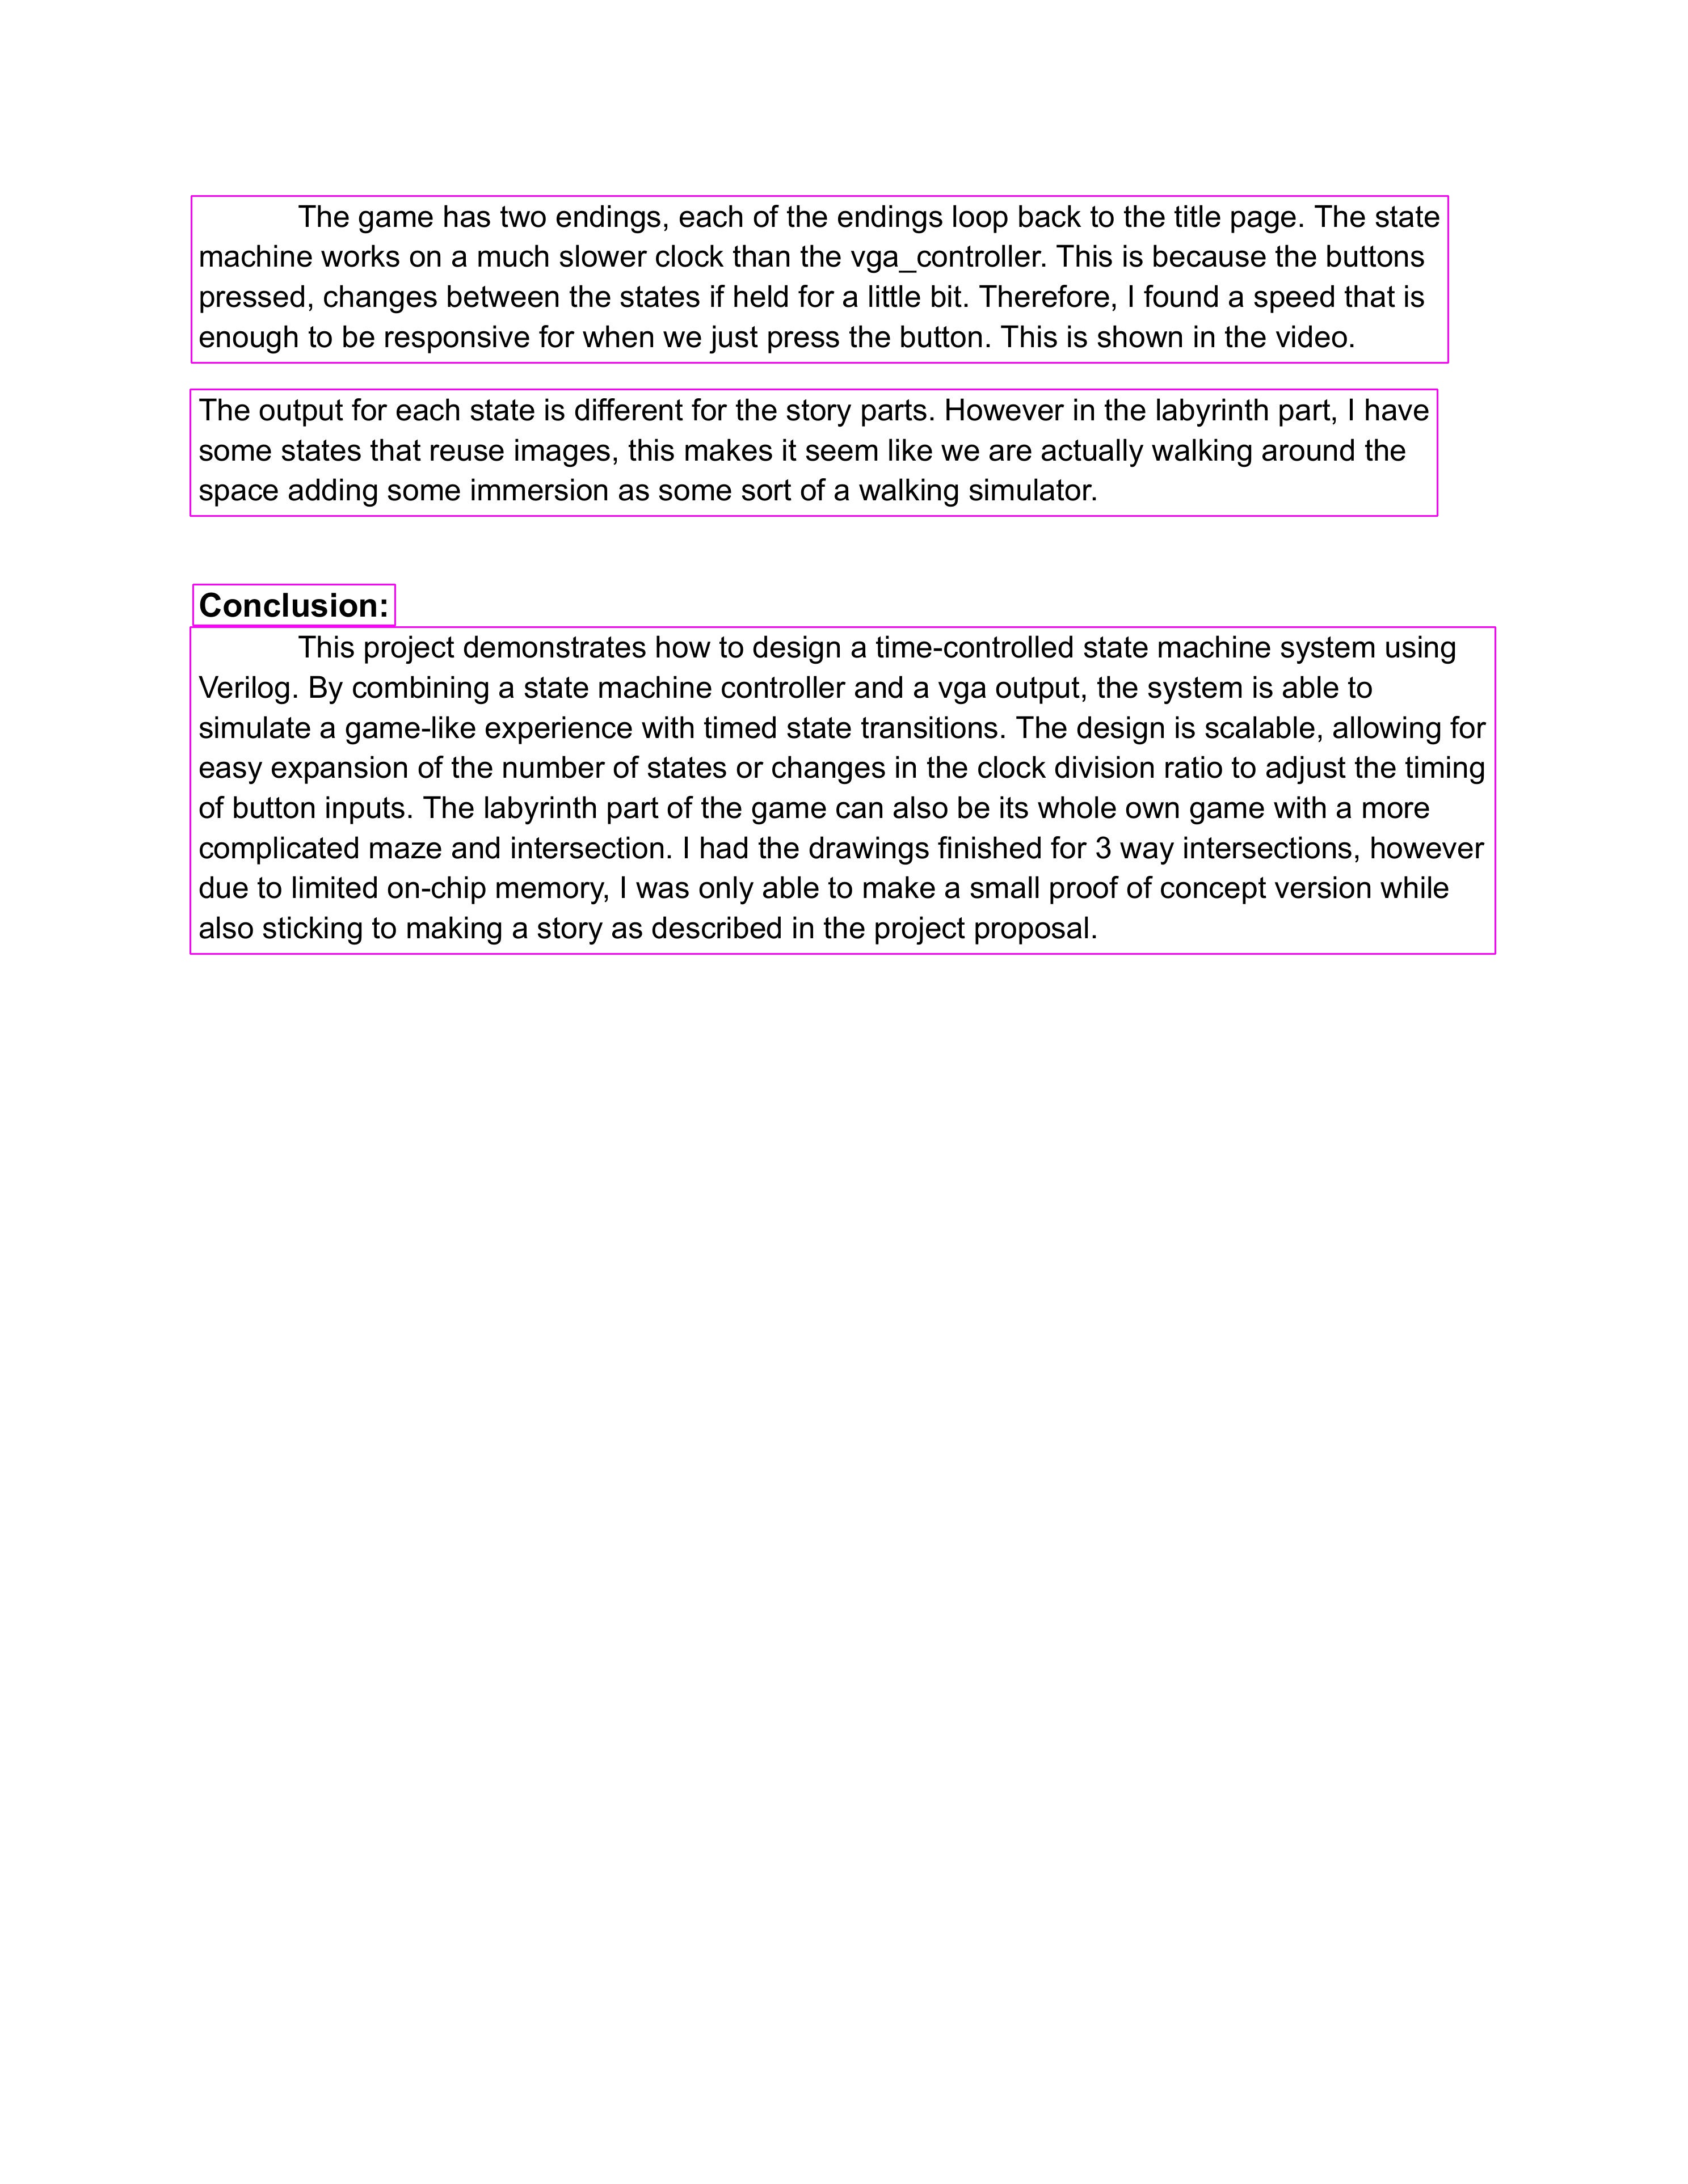 The game has two endings, each of the endings loop back to the title page. The state
machine works on a much slower clock than the vga_controller. This is because the buttons
pressed, changes between the states if held for a little bit. Therefore, I found a speed that is
enough to be responsive for when we just press the button. This is shown in the video.
The output for each state is different for the story parts. However in the labyrinth part, I have
some states that reuse images, this makes it seem like we are actually walking around the
space adding some immersion as some sort of a walking simulator.
Conclusion:
This project demonstrates how to design a time-controlled state machine system using
Verilog. By combining a state machine controller and a vga output, the system is able to
simulate a game-like experience with timed state transitions. The design is scalable, allowing for
easy expansion of the number of states or changes in the clock division ratio to adjust the timing
of button inputs. The labyrinth part of the game can also be its whole own game with a more
complicated maze and intersection. I had the drawings finished for 3 way intersections, however
due to limited on-chip memory, I was only able to make a small proof of concept version while
also sticking to making a story as described in the project proposal.